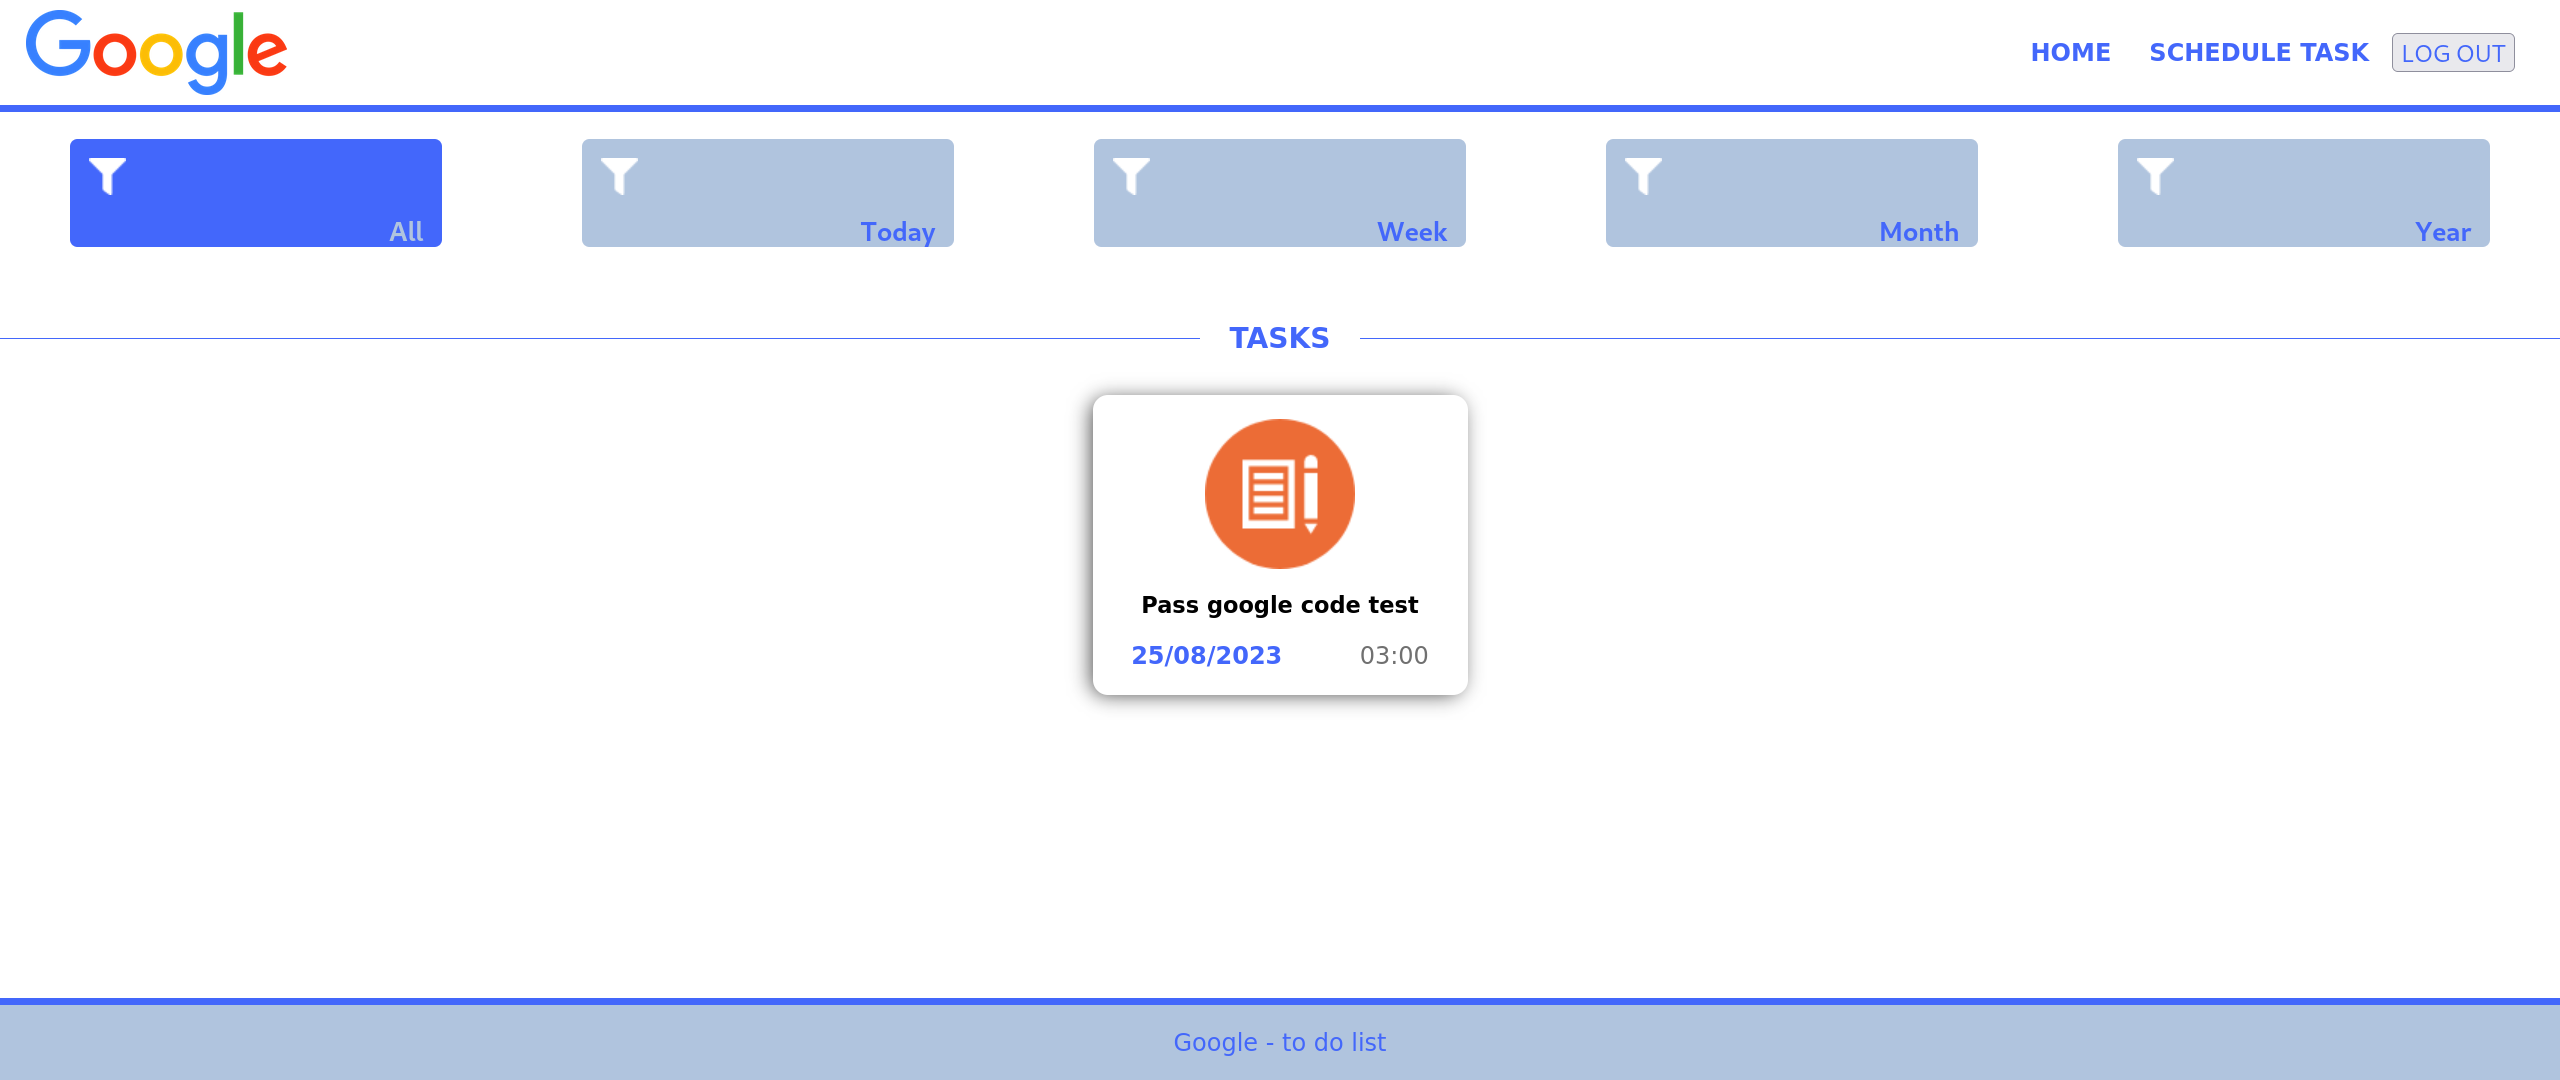 Google
HOME SCHEDULE TASK LOG OUT
All Today Week Month Year
TASKS
Pass google code test
25/08/2023 03:00
Google - to do list